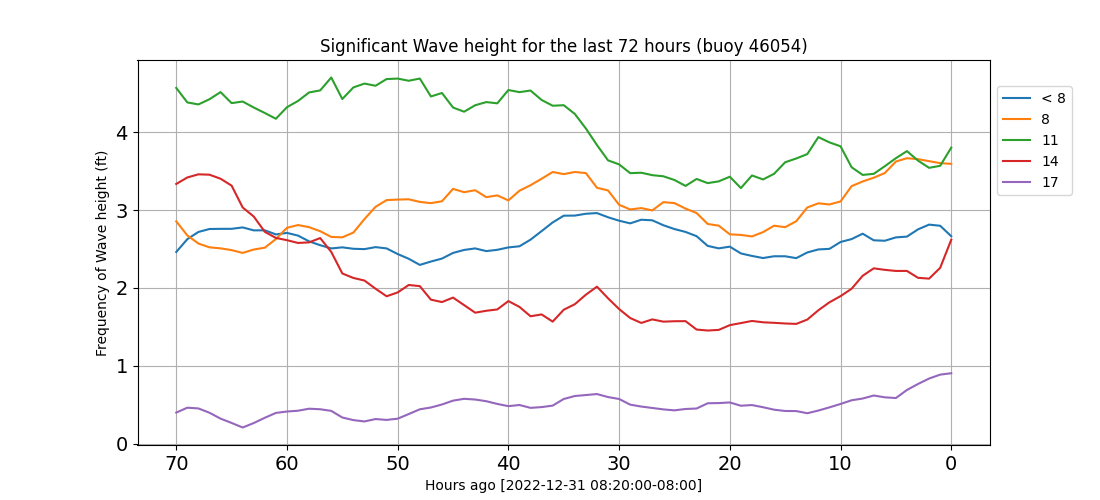 Significant Wave height for the last 72 hours (buoy 46054)
Frequency of Wave height (ft)
4
3
2
1
0
70 60 50 40 30 20 10 0
Hours ago [2022-12-31 08:20:00-08:00]
< 8
8
11
14
17